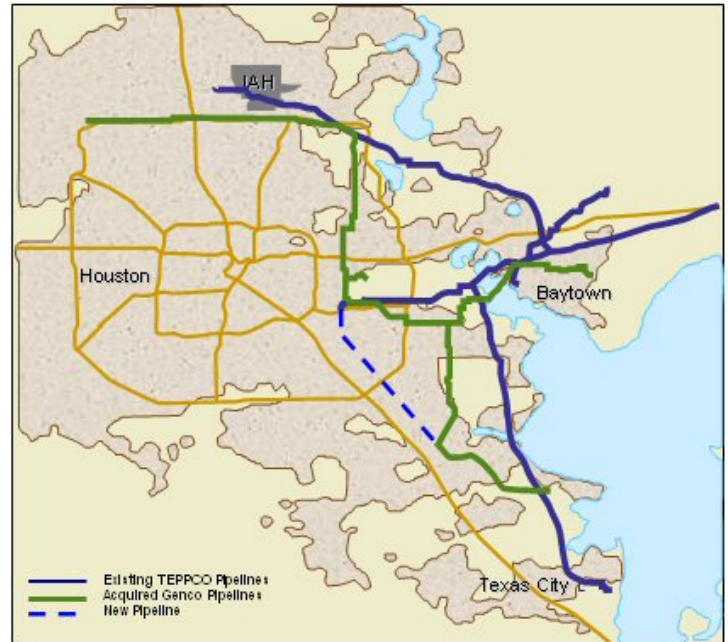 IAH
Houston
Baytown
Texas City
Existing TEPPCO Pipelines
Acquired Genco Pipelines
New Pipeline